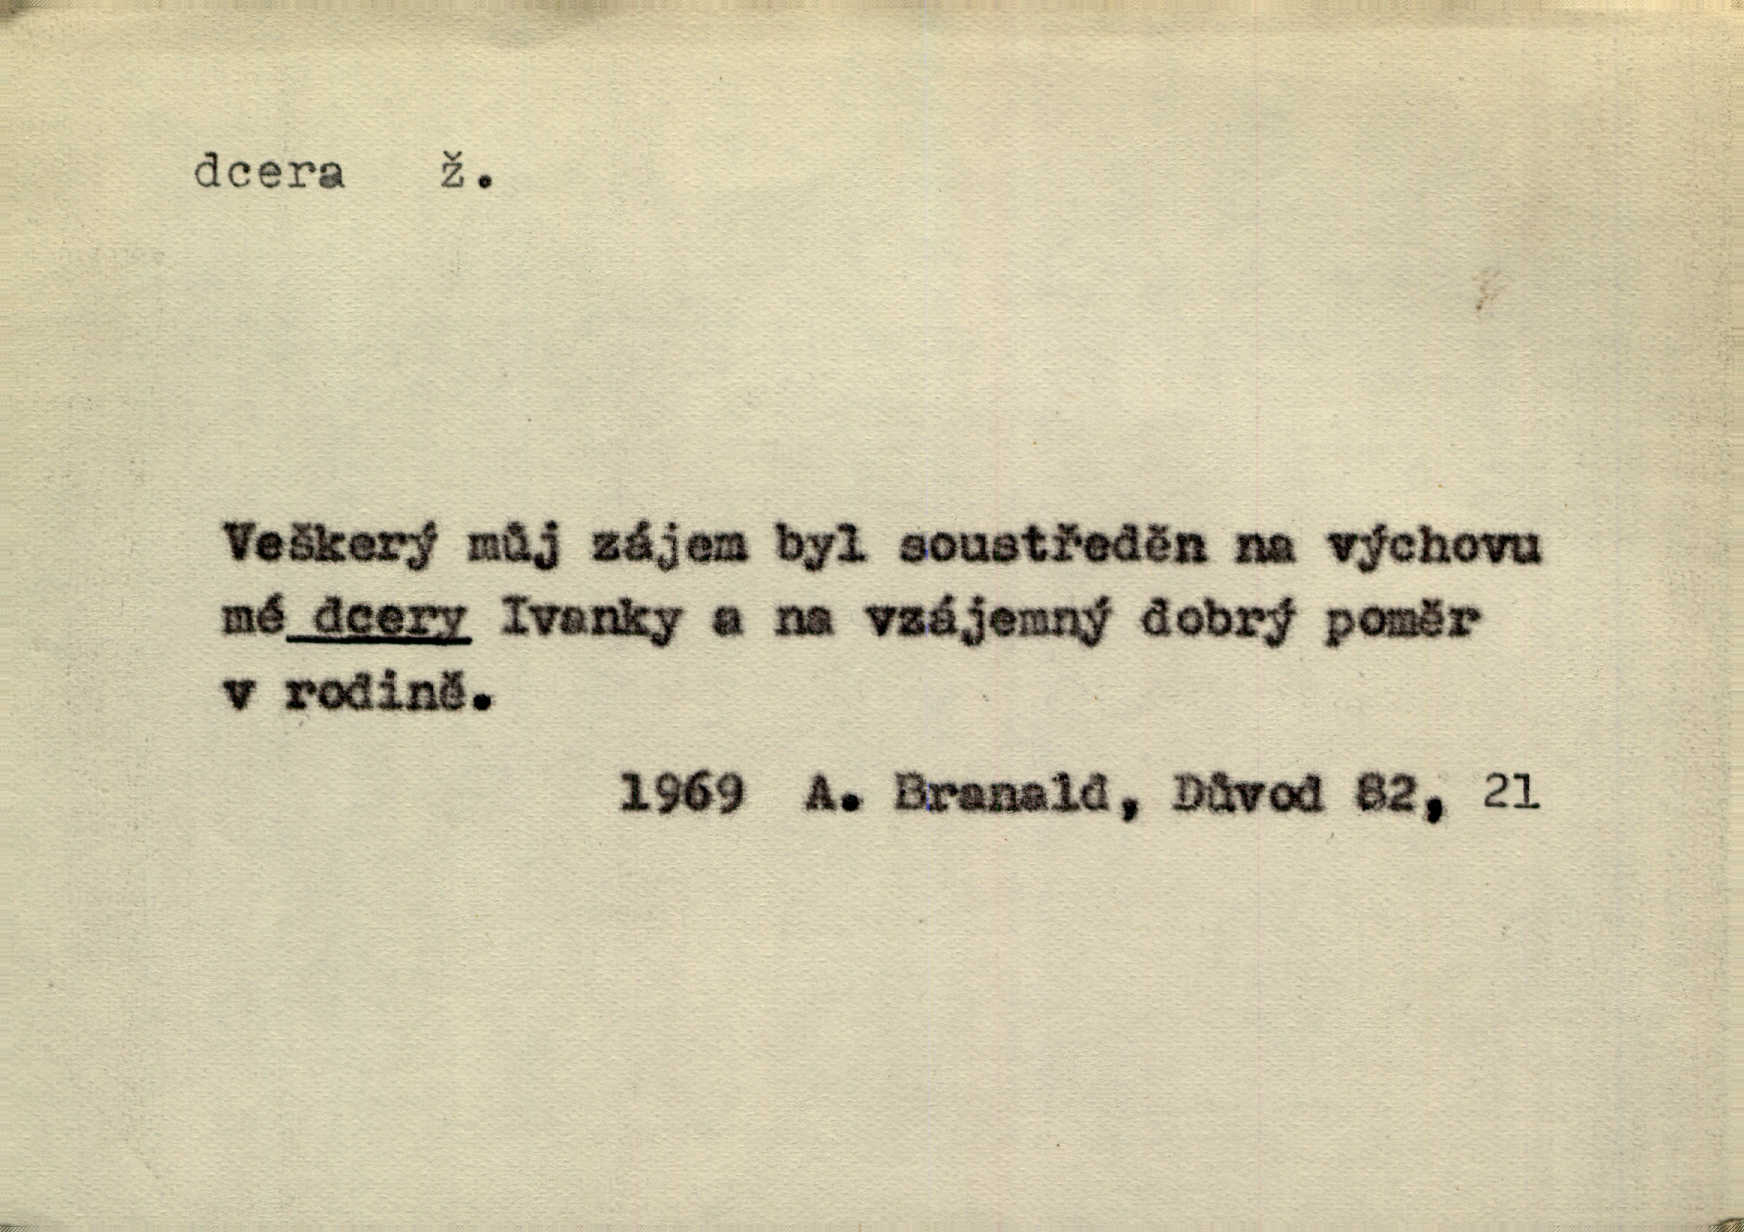 dcera ž.
Veškerý můj zájem byl soustředěn na výchovu
mé dcery Ivanky a na vzájemný dobrý poměr
v rodině.
1969 A. Branald, Důvod 82, 21